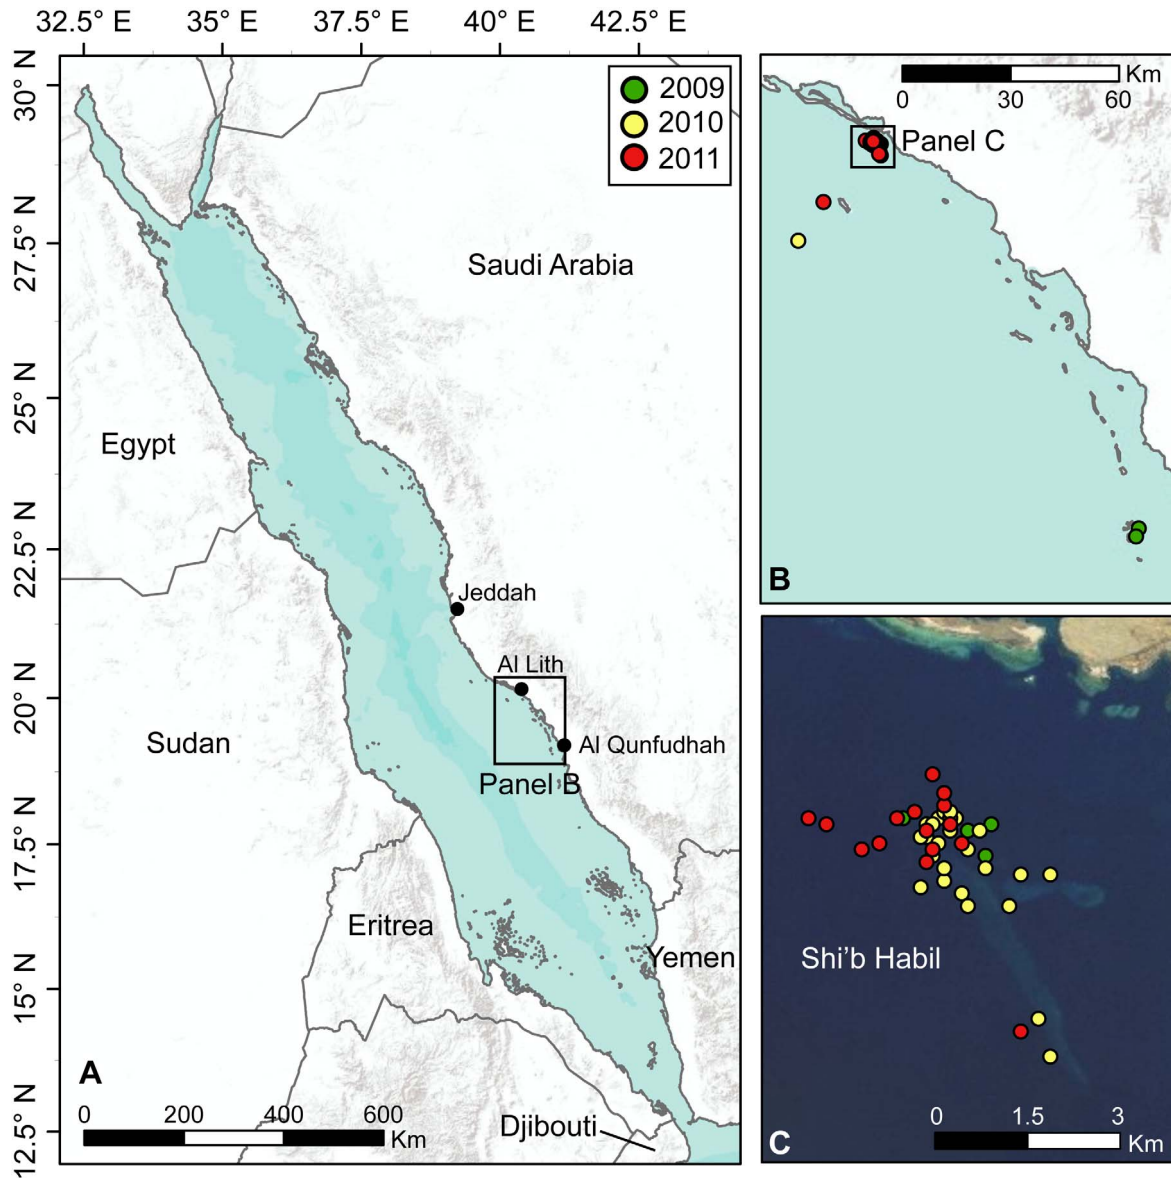 32.5° E 35° E 37.5° E 40° E 42.5° E
30° N
27.5° N
25° N
22.5° N
20° N
17.5° N
15° N
12.5° N
2009
2010
2011
Saudi Arabia
Egypt
Jeddah
Al Lith
Sudan
Al Qunfudhah
Panel B
Eritrea
Yemen
A
Djibouti
0 200 400 600
Km
Km
0 30 60
Panel C
B
Shi'b Habil
0 1.5 3
Km
C